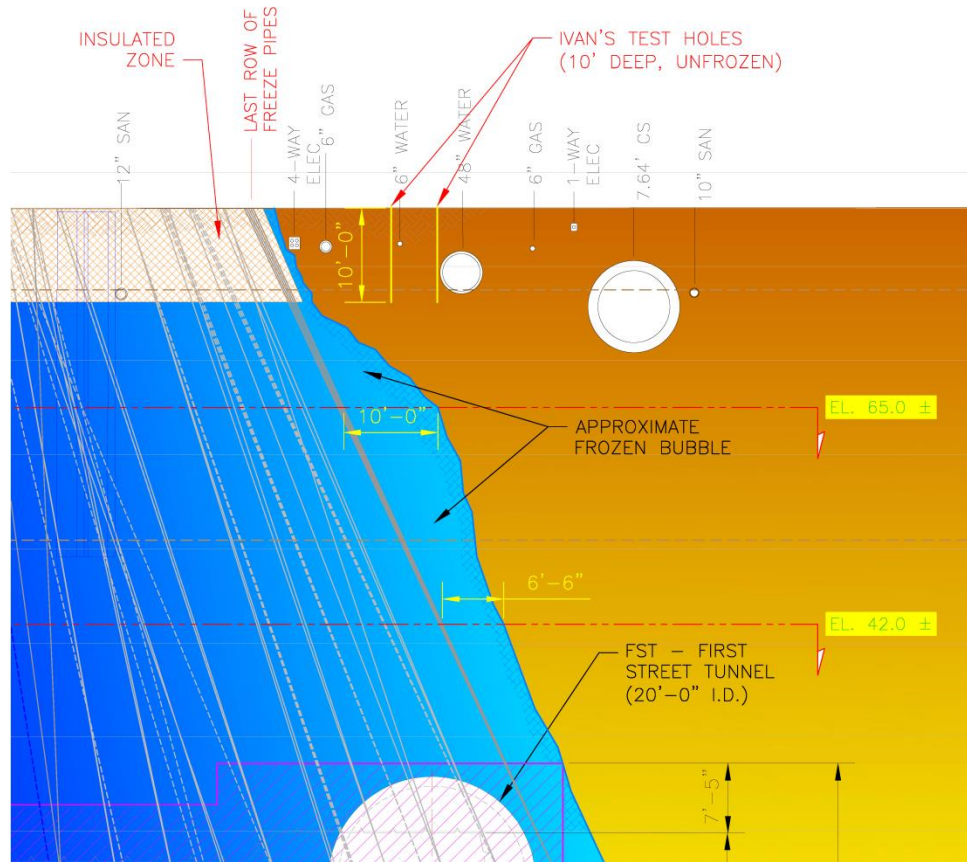 INSULATED
ZONE
LAST ROW OF
FREEZE PIPES
IVAN'S TEST HOLES
(10' DEEP, UNFROZEN)
12" SAN
4-WAY
ELEC
6" GAS
6" WATER
48" WATER
6" GAS
1-WAY
ELEC
7.64' CS
10" SAN
10'-0"
10'-0"
EL. 65.0 ±
APPROXIMATE
FROZEN BUBBLE
6'-6"
EL. 42.0 ±
FST - FIRST
STREET TUNNEL
(20'-0" I.D.)
7'-5"